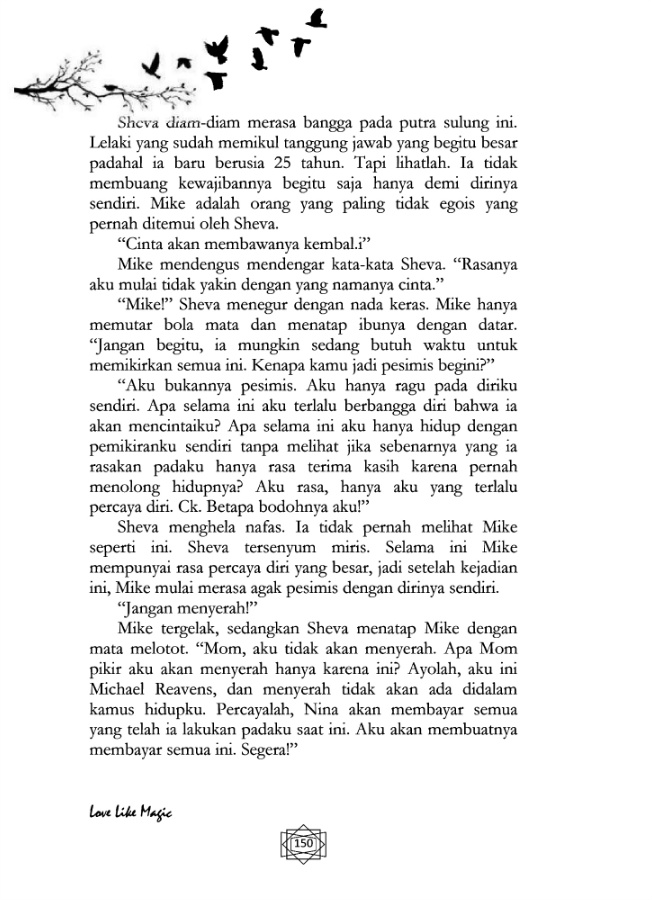 Sheva diam-diam merasa bangga pada putra sulung ini.
Lelaki yang sudah memikul tanggung jawab yang begitu besar
padahal ia baru berusia 25 tahun. Tapi lihatlah. Ia tidak
membuang kewajibannya begitu saja hanya demi dirinya
sendiri. Mike adalah orang yang paling tidak egois yang
pernah ditemui oleh Sheva.
“Cinta akan membawanya kembal.i”
Mike mendengus mendengar kata-kata Sheva. “Rasanya
aku mulai tidak yakin dengan yang namanya cinta.”
“Mike!” Sheva menegur dengan nada keras. Mike hanya
memutar bola mata dan menatap ibunya dengan datar.
“Jangan begitu, ia mungkin sedang butuh waktu untuk
memikirkan semua ini. Kenapa kamu jadi pesimis begini?”
“Aku bukannya pesimis. Aku hanya ragu pada diriku
sendiri. Apa selama ini aku terlalu berbangga diri bahwa ia
akan mencintaiku? Apa selama ini aku hanya hidup dengan
pemikiranku sendiri tanpa melihat jika sebenarnya yang ia
rasakan padaku hanya rasa terima kasih karena pernah
menolong hidupnya? Aku rasa, hanya aku yang terlalu
percaya diri. Ck. Betapa bodohnya aku!”
Sheva menghela nafas. Ia tidak pernah melihat Mike
seperti ini. Sheva tersenyum miris. Selama ini Mike
mempunyai rasa percaya diri yang besar, jadi setelah kejadian
ini, Mike mulai merasa agak pesimis dengan dirinya sendiri.
“Jangan menyerah!”
Mike tergelak, sedangkan Sheva menatap Mike dengan
mata melotot. “Mom, aku tidak akan menyerah. Apa Mom
pikir aku akan menyerah hanya karena ini? Ayolah, aku ini
Michael Reavens, dan menyerah tidak akan ada didalam
kamus hidupku. Percayalah, Nina akan membayar semua
yang telah ia lakukan padaku saat ini. Aku akan membuatnya
membayar semua ini. Segera!”
Love Like Magic
150